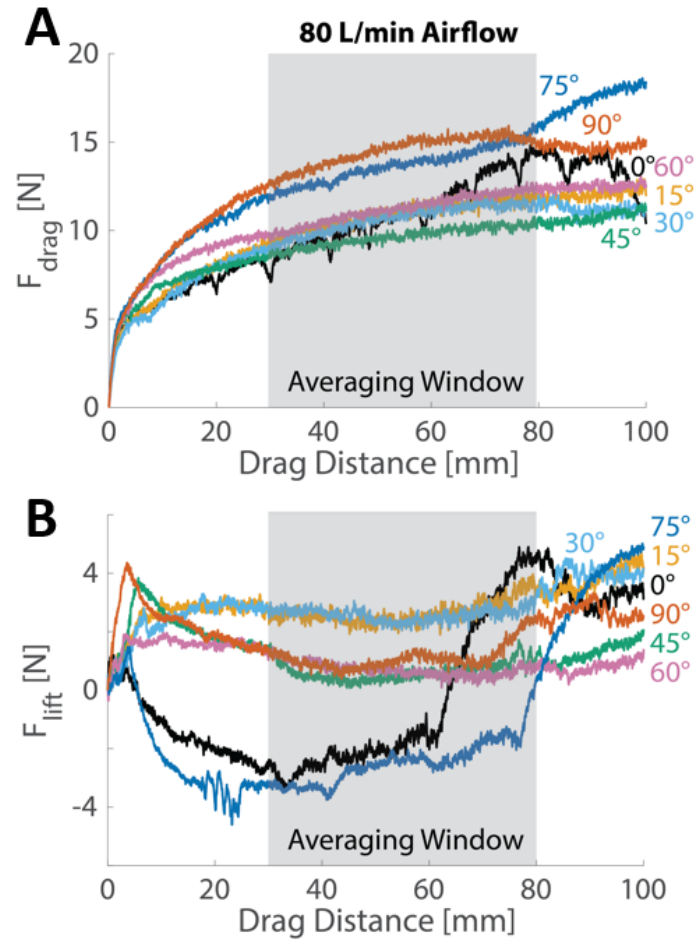 A
80 L/min Airflow
20
15
10
5
0
F drag [N]
75°
90°
0° 60°
15°
30°
45°
Averaging Window
0 20 40 60 80 100
Drag Distance [mm]
B
4
0
-4
F lift [N]
30°
75°
15°
0°
90°
45°
60°
Averaging Window
0 20 40 60 80 100
Drag Distance [mm]